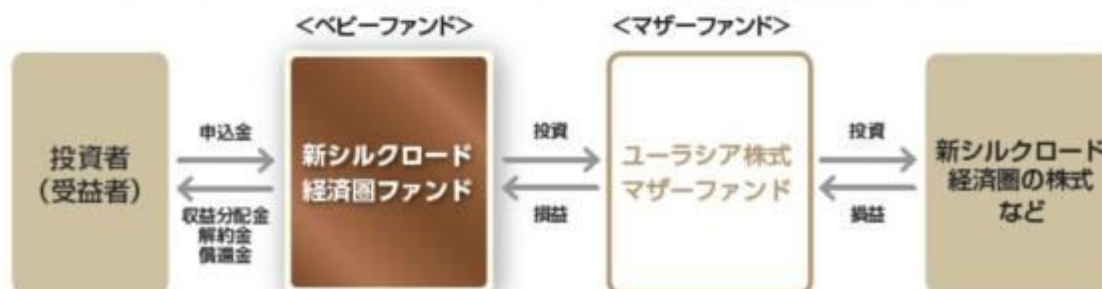 <ベビーファンド>
<マザーファンド>
投資者
(受益者)
申込金
収益分配金
解約金
償還金
新シルクロード
経済圏ファンド
投資
損益
ユーラシア株式
マザーファンド
投資
損益
新シルクロード
経済圏の株式
など